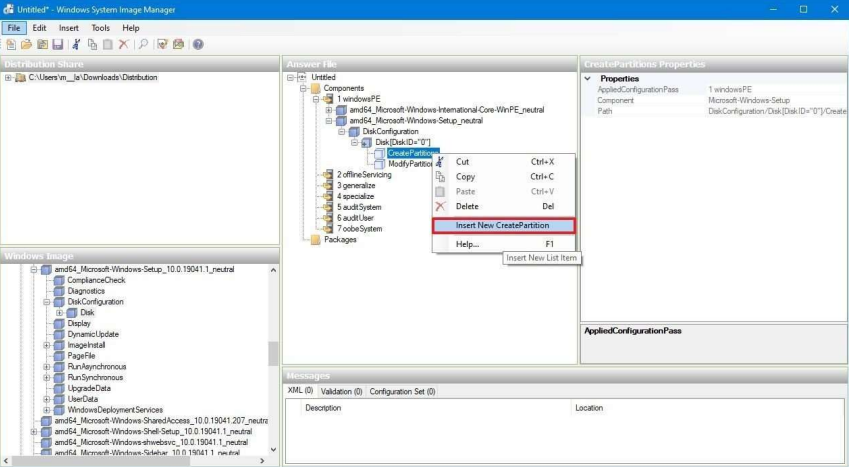 Untitled* - Windows System Image Manager
File Edit Insert Tools Help
Distribution Share
C:\Users\m__la\Downloads\Distribution
Answer File
Untitled
Components
1 windowsPE
amd64_Microsoft-Windows-International-Core-WinPE_neutral
amd64_Microsoft-Windows-Setup_neutral
DiskConfiguration
Disk[DiskID="0"]
CreatePartitions
ModifyPartition
2 offlineServicing
3 generalize
4 specialize
5 auditSystem
6 auditUser
7 oobeSystem
Packages
Cut Ctrl+X
Copy Ctrl+C
Paste Ctrl+V
Delete Del
Insert New CreatePartition
Help... F1
Insert New List Item
CreatePartitions Properties
Properties
AppliedConfigurationPass 1 windowsPE
Component Microsoft-Windows-Setup
Path DiskConfiguration/Disk[DiskID="0"]/Create
AppliedConfigurationPass
Windows Image
amd64_Microsoft-Windows-Setup_10.0.19041.1_neutral
ComplianceCheck
Diagnostics
DiskConfiguration
Disk
Display
DynamicUpdate
ImageInstall
PageFile
RunAsynchronous
RunSynchronous
UpgradeData
UserData
WindowsDeploymentServices
amd64_Microsoft-Windows-SharedAccess_10.0.19041.207_neutra
amd64_Microsoft-Windows-Shell-Setup_10.0.19041.1_neutral
amd64_Microsoft-Windows-shwebsvc_10.0.19041.1_neutral
amd64_Microsoft-Windows-Sidebar_10.0.19041.1_neutral
Messages
XML (0) Validation (0) Configuration Set (0)
Description Location